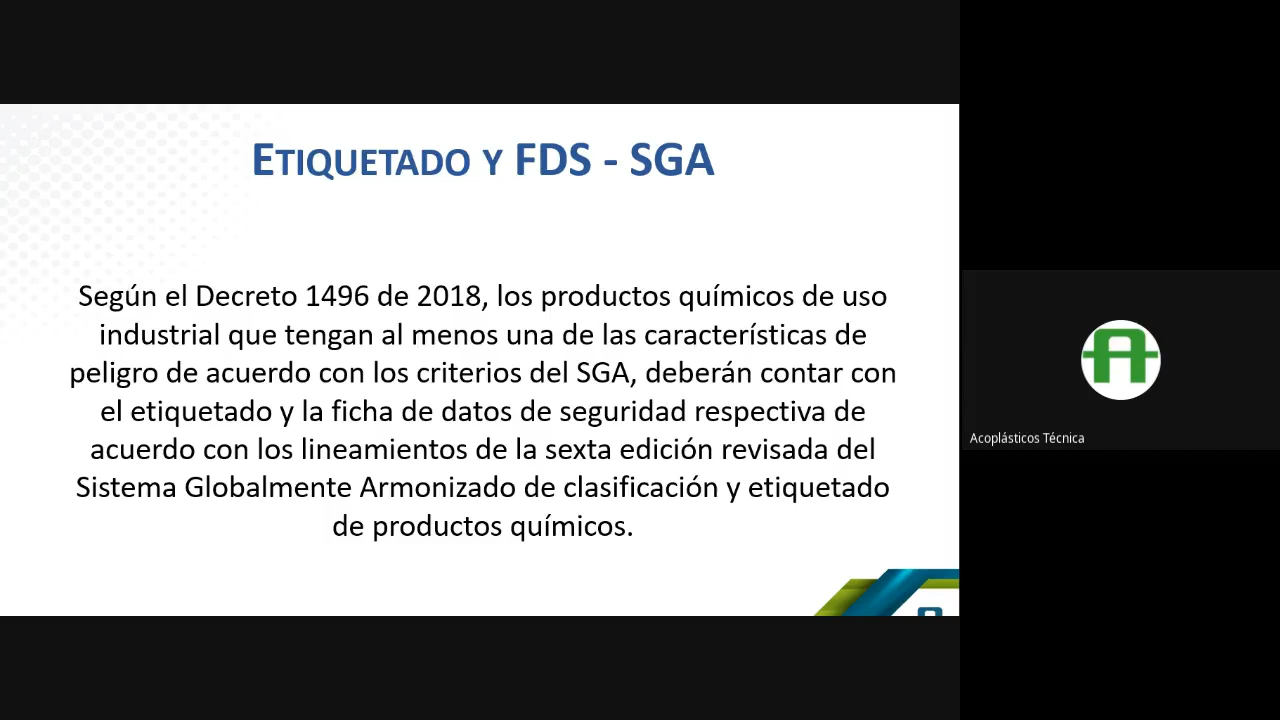 Etiquetado y FDS - SGA
Según el Decreto 1496 de 2018, los productos químicos de uso
industrial que tengan al menos una de las características de
peligro de acuerdo con los criterios del SGA, deberán contar con
el etiquetado y la ficha de datos de seguridad respectiva de
acuerdo con los lineamientos de la sexta edición revisada del
Sistema Globalmente Armonizado de clasificación y etiquetado
de productos químicos.
Acoplásticos Técnica